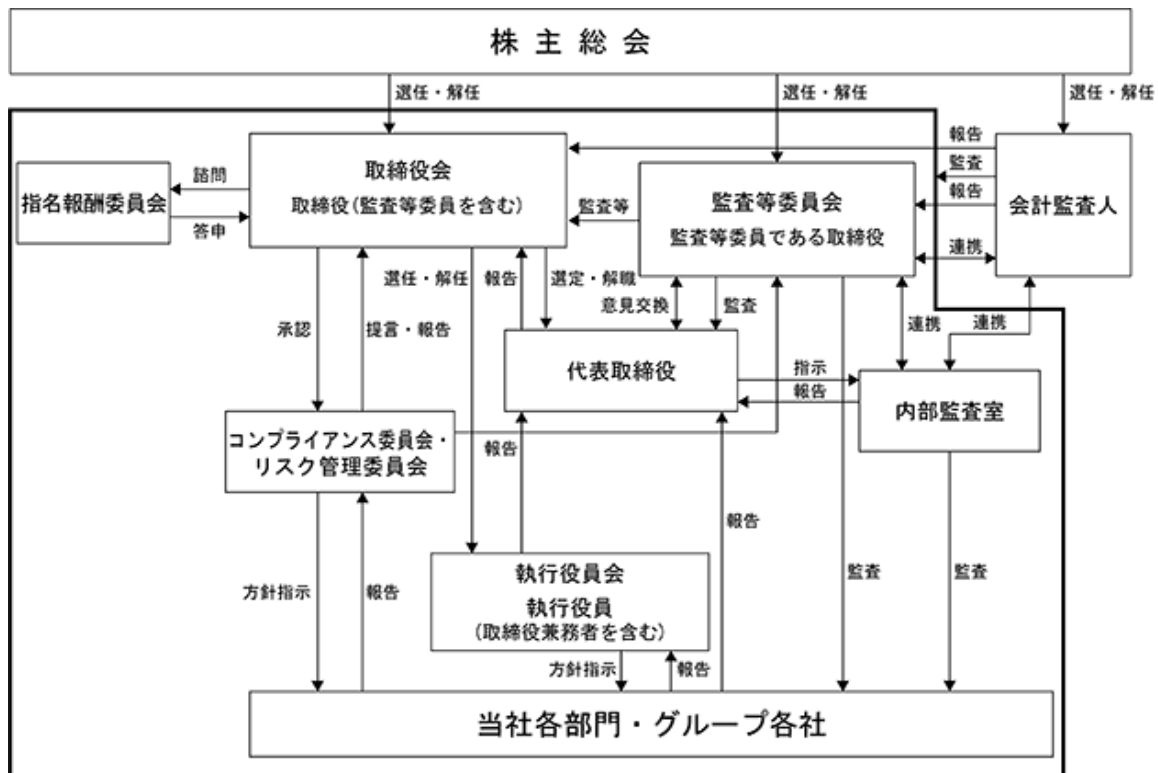 株主総会
選任・解任
選任・解任
選任・解任
報告
監査
報告
連携
会計監査人
取締役会
取締役(監査等委員を含む)
諮問
答申
指名報酬委員会
監査等
監査等委員会
監査等委員である取締役
選任・解任
報告
選定・解職
意見交換
監査
連携
連携
承認
提言・報告
代表取締役
指示
報告
内部監査室
コンプライアンス委員会・
リスク管理委員会
報告
報告
執行役員会
執行役員
(取締役兼務者を含む)
方針指示
報告
監査
監査
方針指示
報告
当社各部門・グループ各社